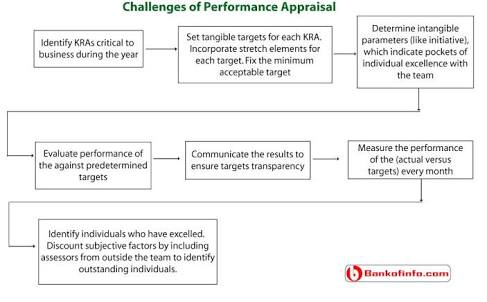 Challenges of Performance Appraisal
Identify KRAs critical to
business during the year
Set tangible targets for each KRA.
Incorporate stretch elements for
each target. Fix the minimum
acceptable target
Determine intangible
parameters (like initiative),
which indicate pockets of
individual excellence with
the team
Evaluate performance of
the against predetermined
targets
Communicate the results to
ensure targets transparency
Measure the performance
of the (actual versus
targets) every month
Identify individuals who have excelled.
Discount subjective factors by including
assessors from outside the team to identify
outstanding individuals.
Bankofinfo.com